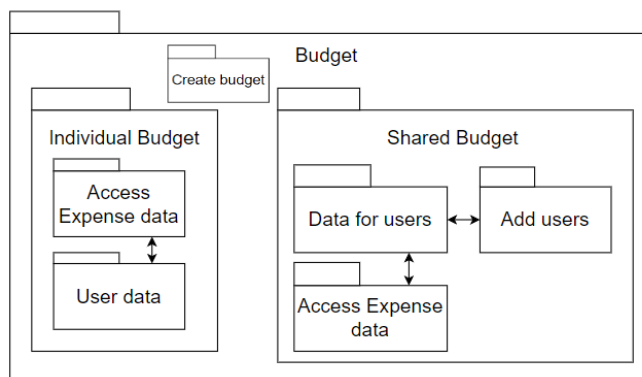 Budget
Create budget
Individual Budget
Access
Expense data
User data
Shared Budget
Data for users
Add users
Access Expense
data